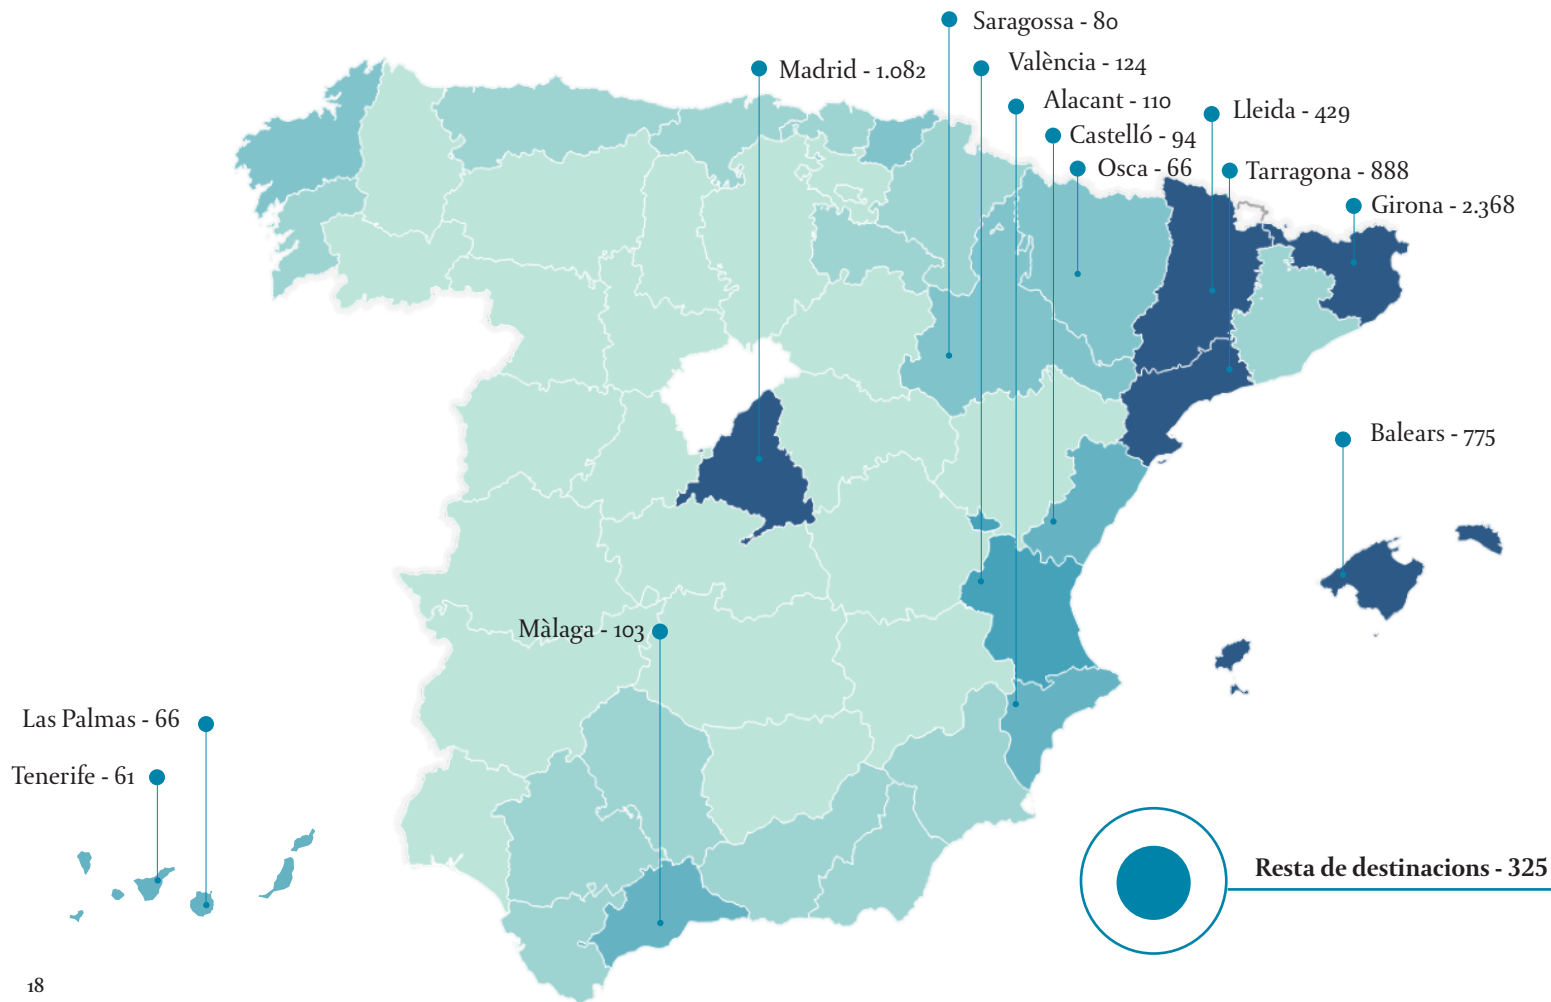 Saragossa - 80
Madrid - 1.082
València - 124
Alacant - 110
Lleida - 429
Castelló - 94
Osca - 66
Tarragona - 888
Girona - 2.368
Balears - 775
Màlaga - 103
Las Palmas - 66
Tenerife - 61
Resta de destinacions - 325
18